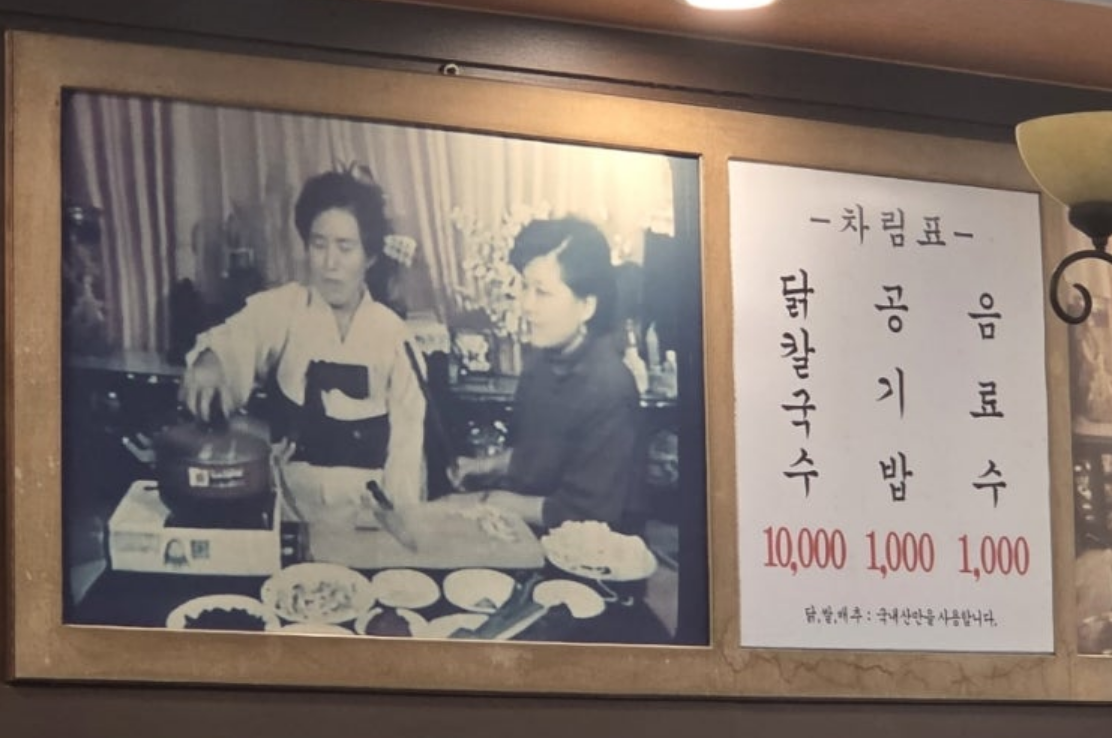 -차림표-
닭칼국수 10,000
공기밥 1,000
음료수 1,000
닭,쌀,배추 : 국내산만을 사용합니다.